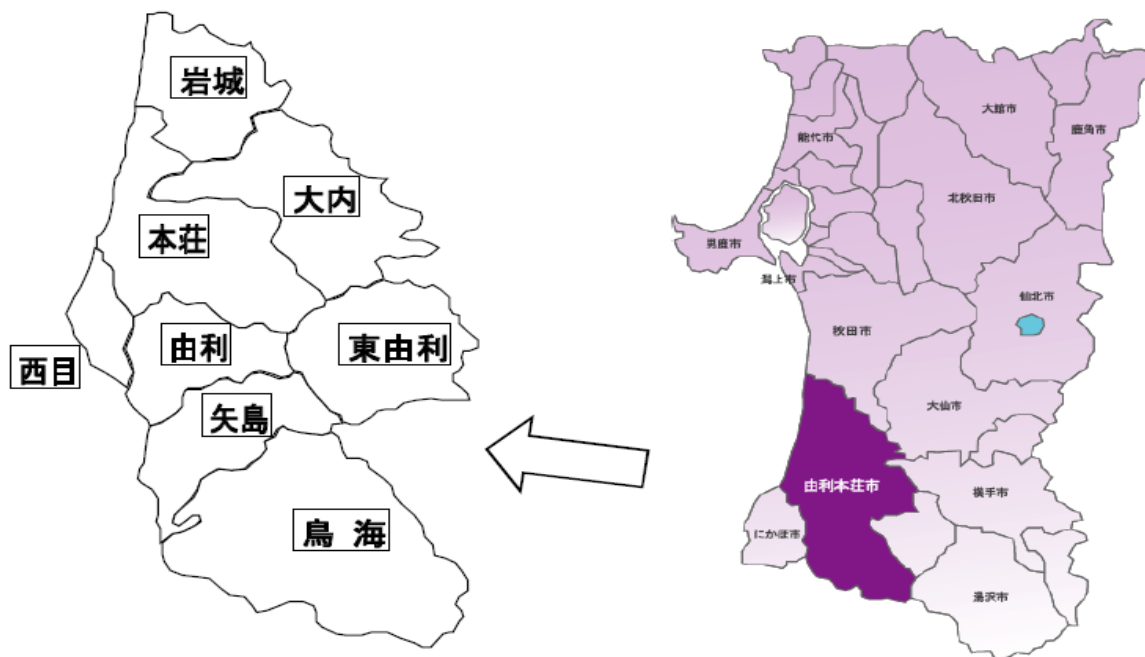 岩城
大内
本荘
由利
東由利
西目
矢島
鳥海
大館市
鹿角市
能代市
北秋田市
男鹿市
潟上市
仙北市
秋田市
大仙市
由利本荘市
横手市
にかほ市
湯沢市